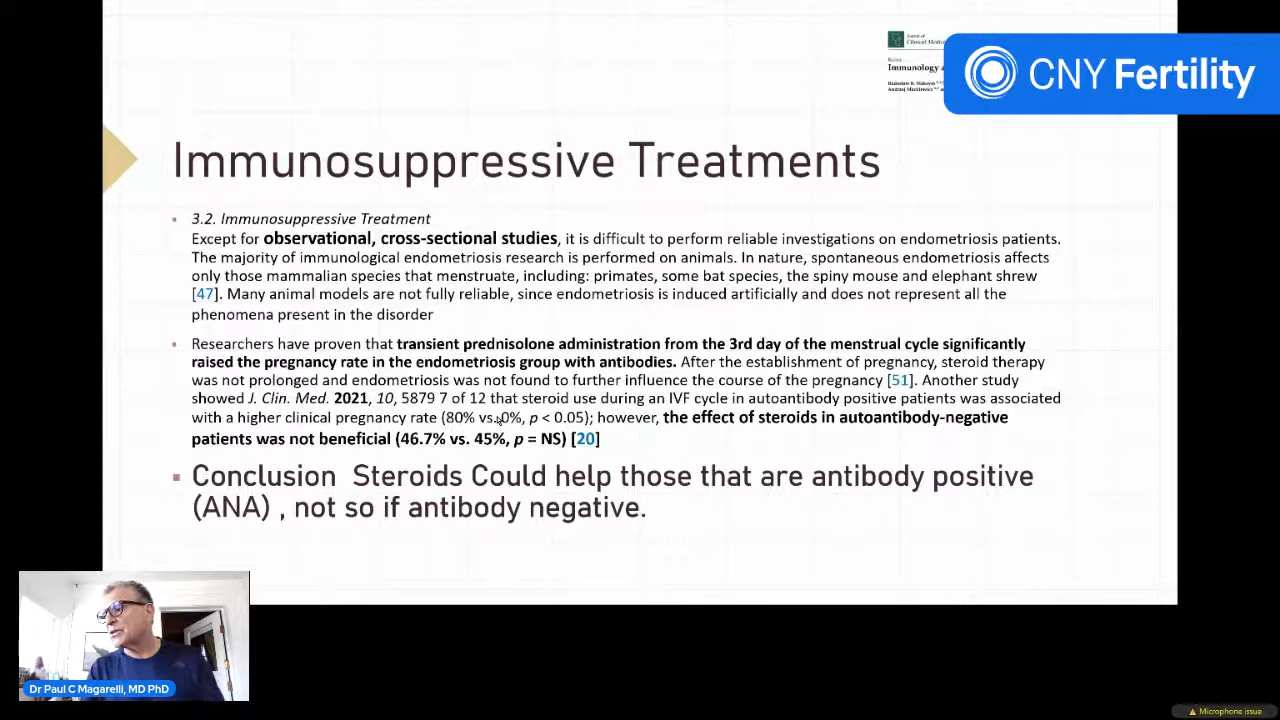 Journal of
Clinical Medici
Review
Immunology a
CNY Fertility
Immunosuppressive Treatments
3.2. Immunosuppressive Treatment
Except for observational, cross-sectional studies, it is difficult to perform reliable investigations on endometriosis patients.
The majority of immunological endometriosis research is performed on animals. In nature, spontaneous endometriosis affects
only those mammalian species that menstruate, including: primates, some bat species, the spiny mouse and elephant shrew
[47]. Many animal models are not fully reliable, since endometriosis is induced artificially and does not represent all the
phenomena present in the disorder
Researchers have proven that transient prednisolone administration from the 3rd day of the menstrual cycle significantly
raised the pregnancy rate in the endometriosis group with antibodies. After the establishment of pregnancy, steroid therapy
was not prolonged and endometriosis was not found to further influence the course of the pregnancy [51]. Another study
showed J. Clin. Med. 2021, 10, 5879 7 of 12 that steroid use during an IVF cycle in autoantibody positive patients was associated
with a higher clinical pregnancy rate (80% vs. 0%, p < 0.05); however, the effect of steroids in autoantibody-negative
patients was not beneficial (46.7% vs. 45%, p = NS) [20]
Conclusion Steroids Could help those that are antibody positive
(ANA) , not so if antibody negative.
Dr Paul C Magarelli, MD PhD
Microphone issue